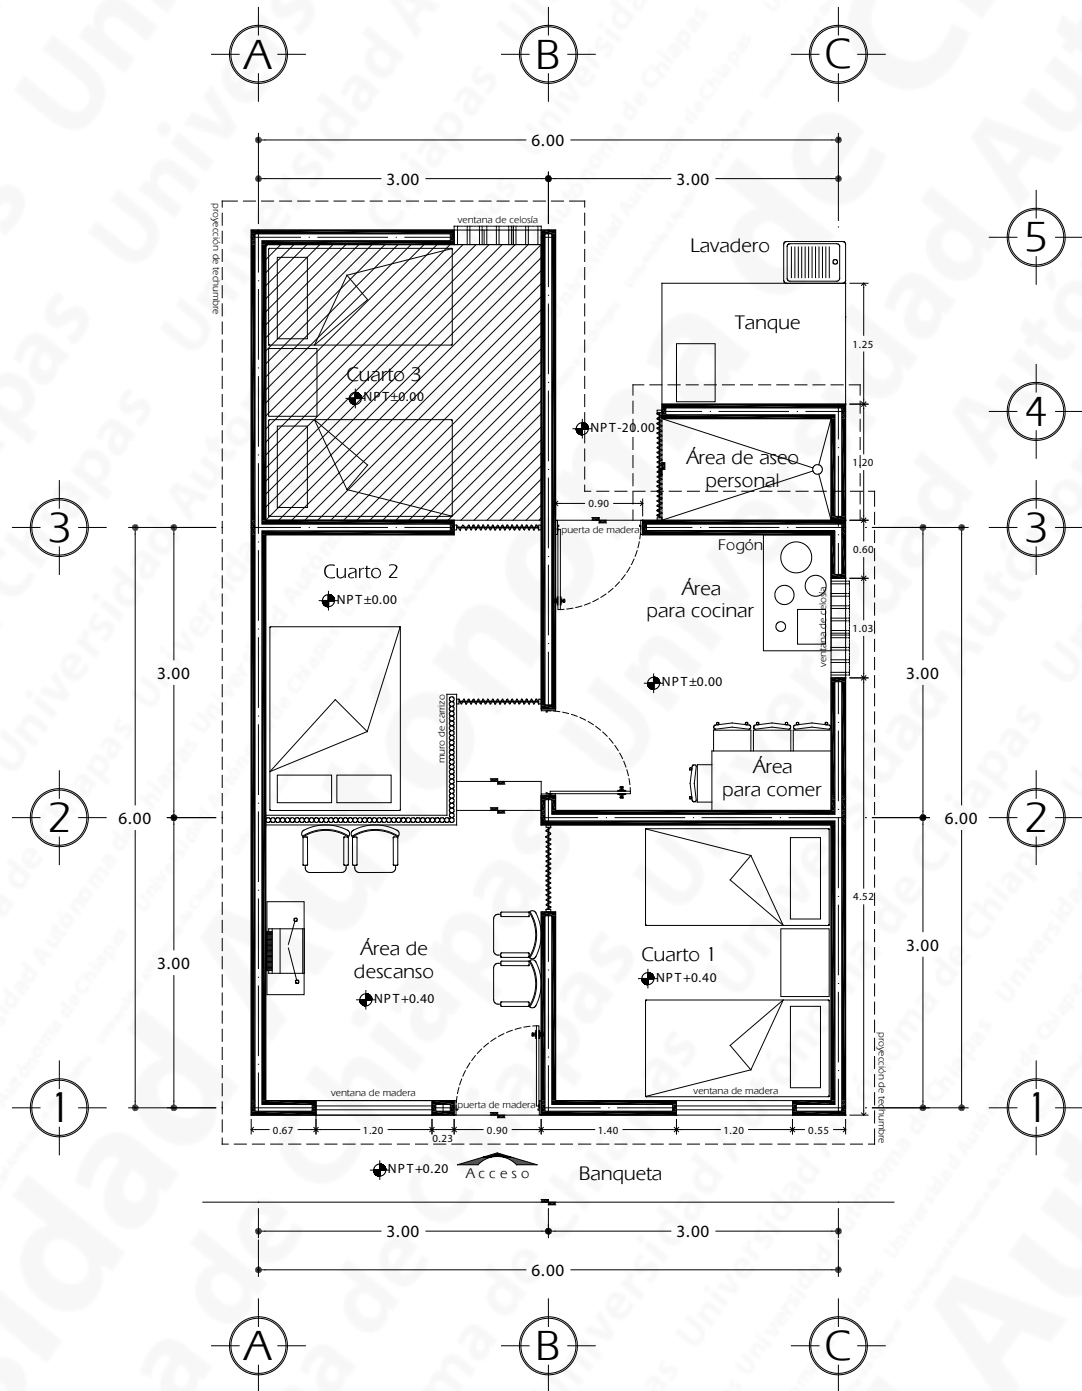 A
B
C
6.00
3.00
3.00
5
ventana de celosía
proyección de techumbre
Lavadero
Tanque
1.25
Cuarto 3
NPT±0.00
4
NPT-20.00
Área de aseo
personal
1.20
0.90
3
3
puerta de madera
Fogón
0.60
Cuarto 2
NPT±0.00
Área
para cocinar
ventana de celosía
1.03
3.00
3.00
NPT±0.00
muro de carrizo
Área
para comer
2
6.00
6.00
2
4.52
Área de
descanso
NPT+0.40
Cuarto 1
NPT+0.40
3.00
3.00
proyección de techumbre
ventana de madera
puerta de madera
ventana de madera
1
1
0.67
1.20
0.23
0.90
1.40
1.20
0.55
NPT+0.20
Acceso
Banqueta
3.00
3.00
6.00
A
B
C
Universidad Autónoma de Chiapas